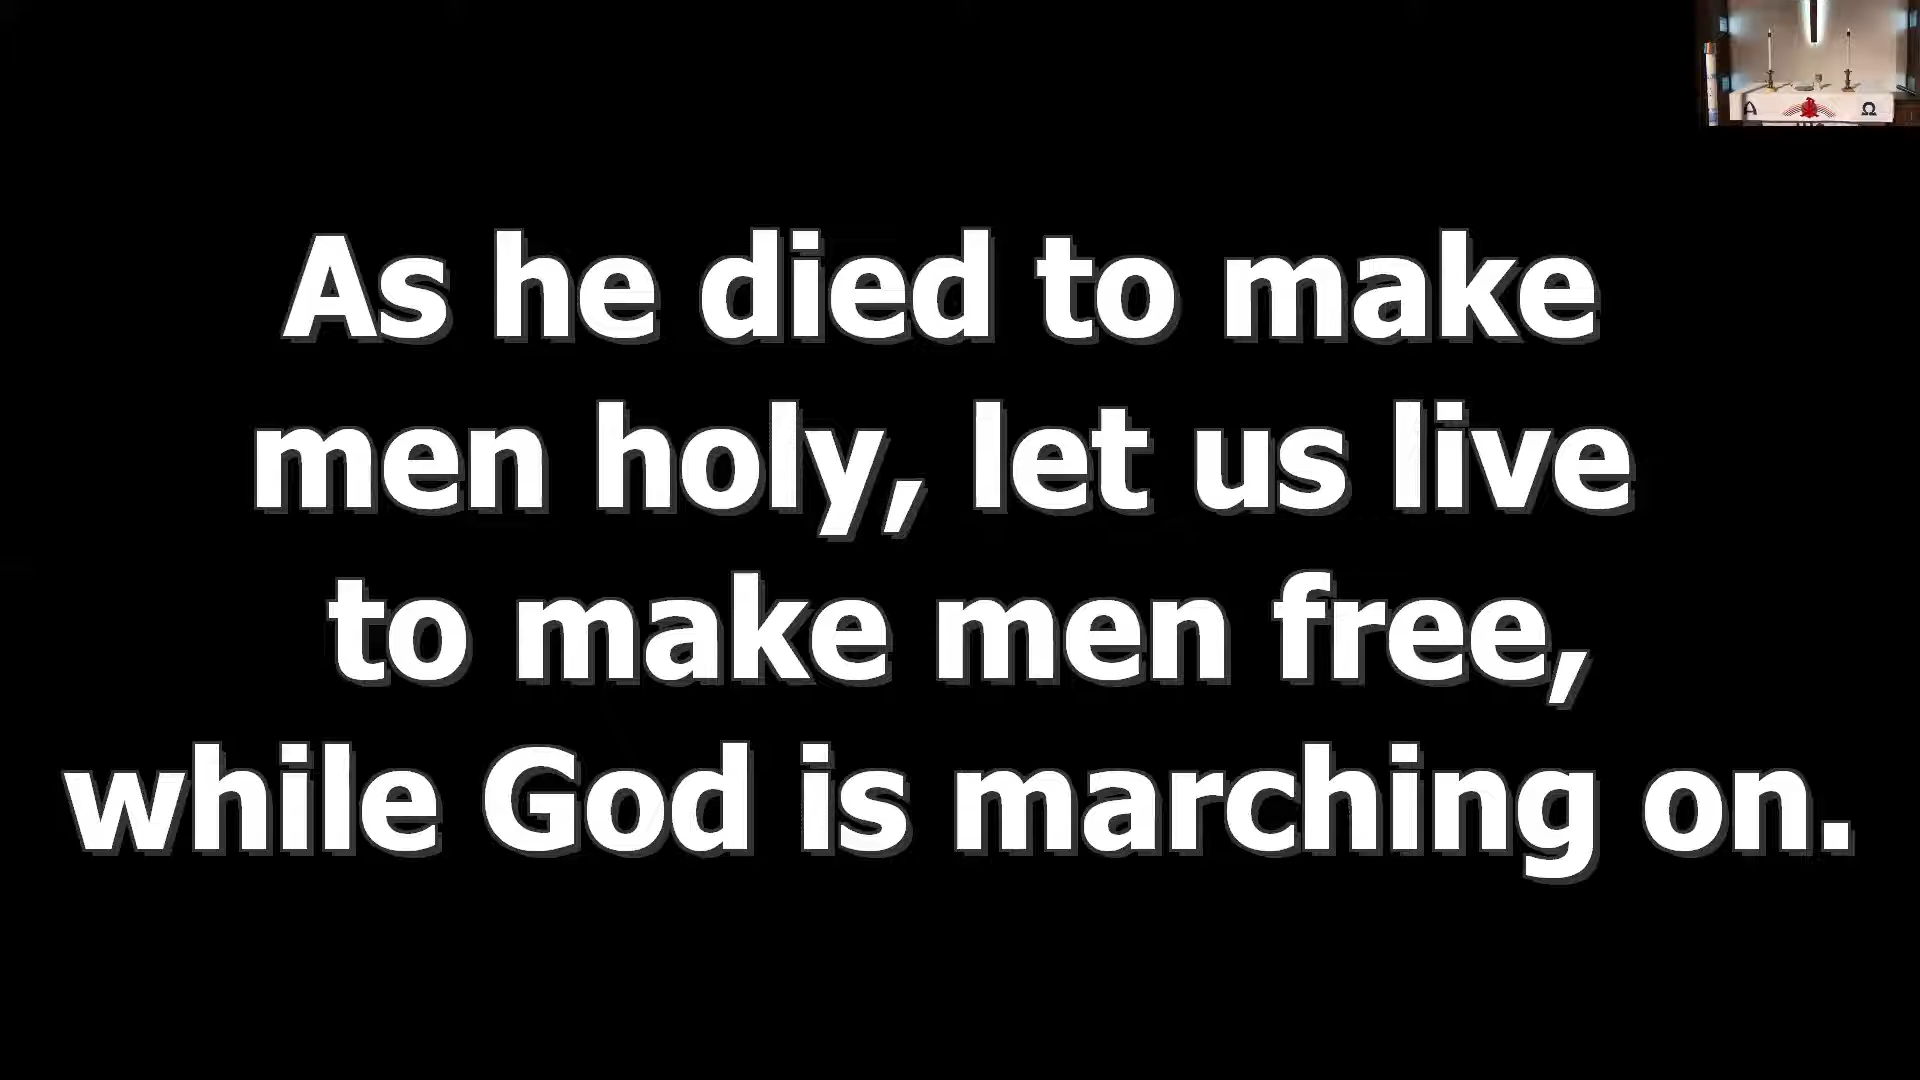 As he died to make
men holy, let us live
to make men free,
while God is marching on.
A Ω